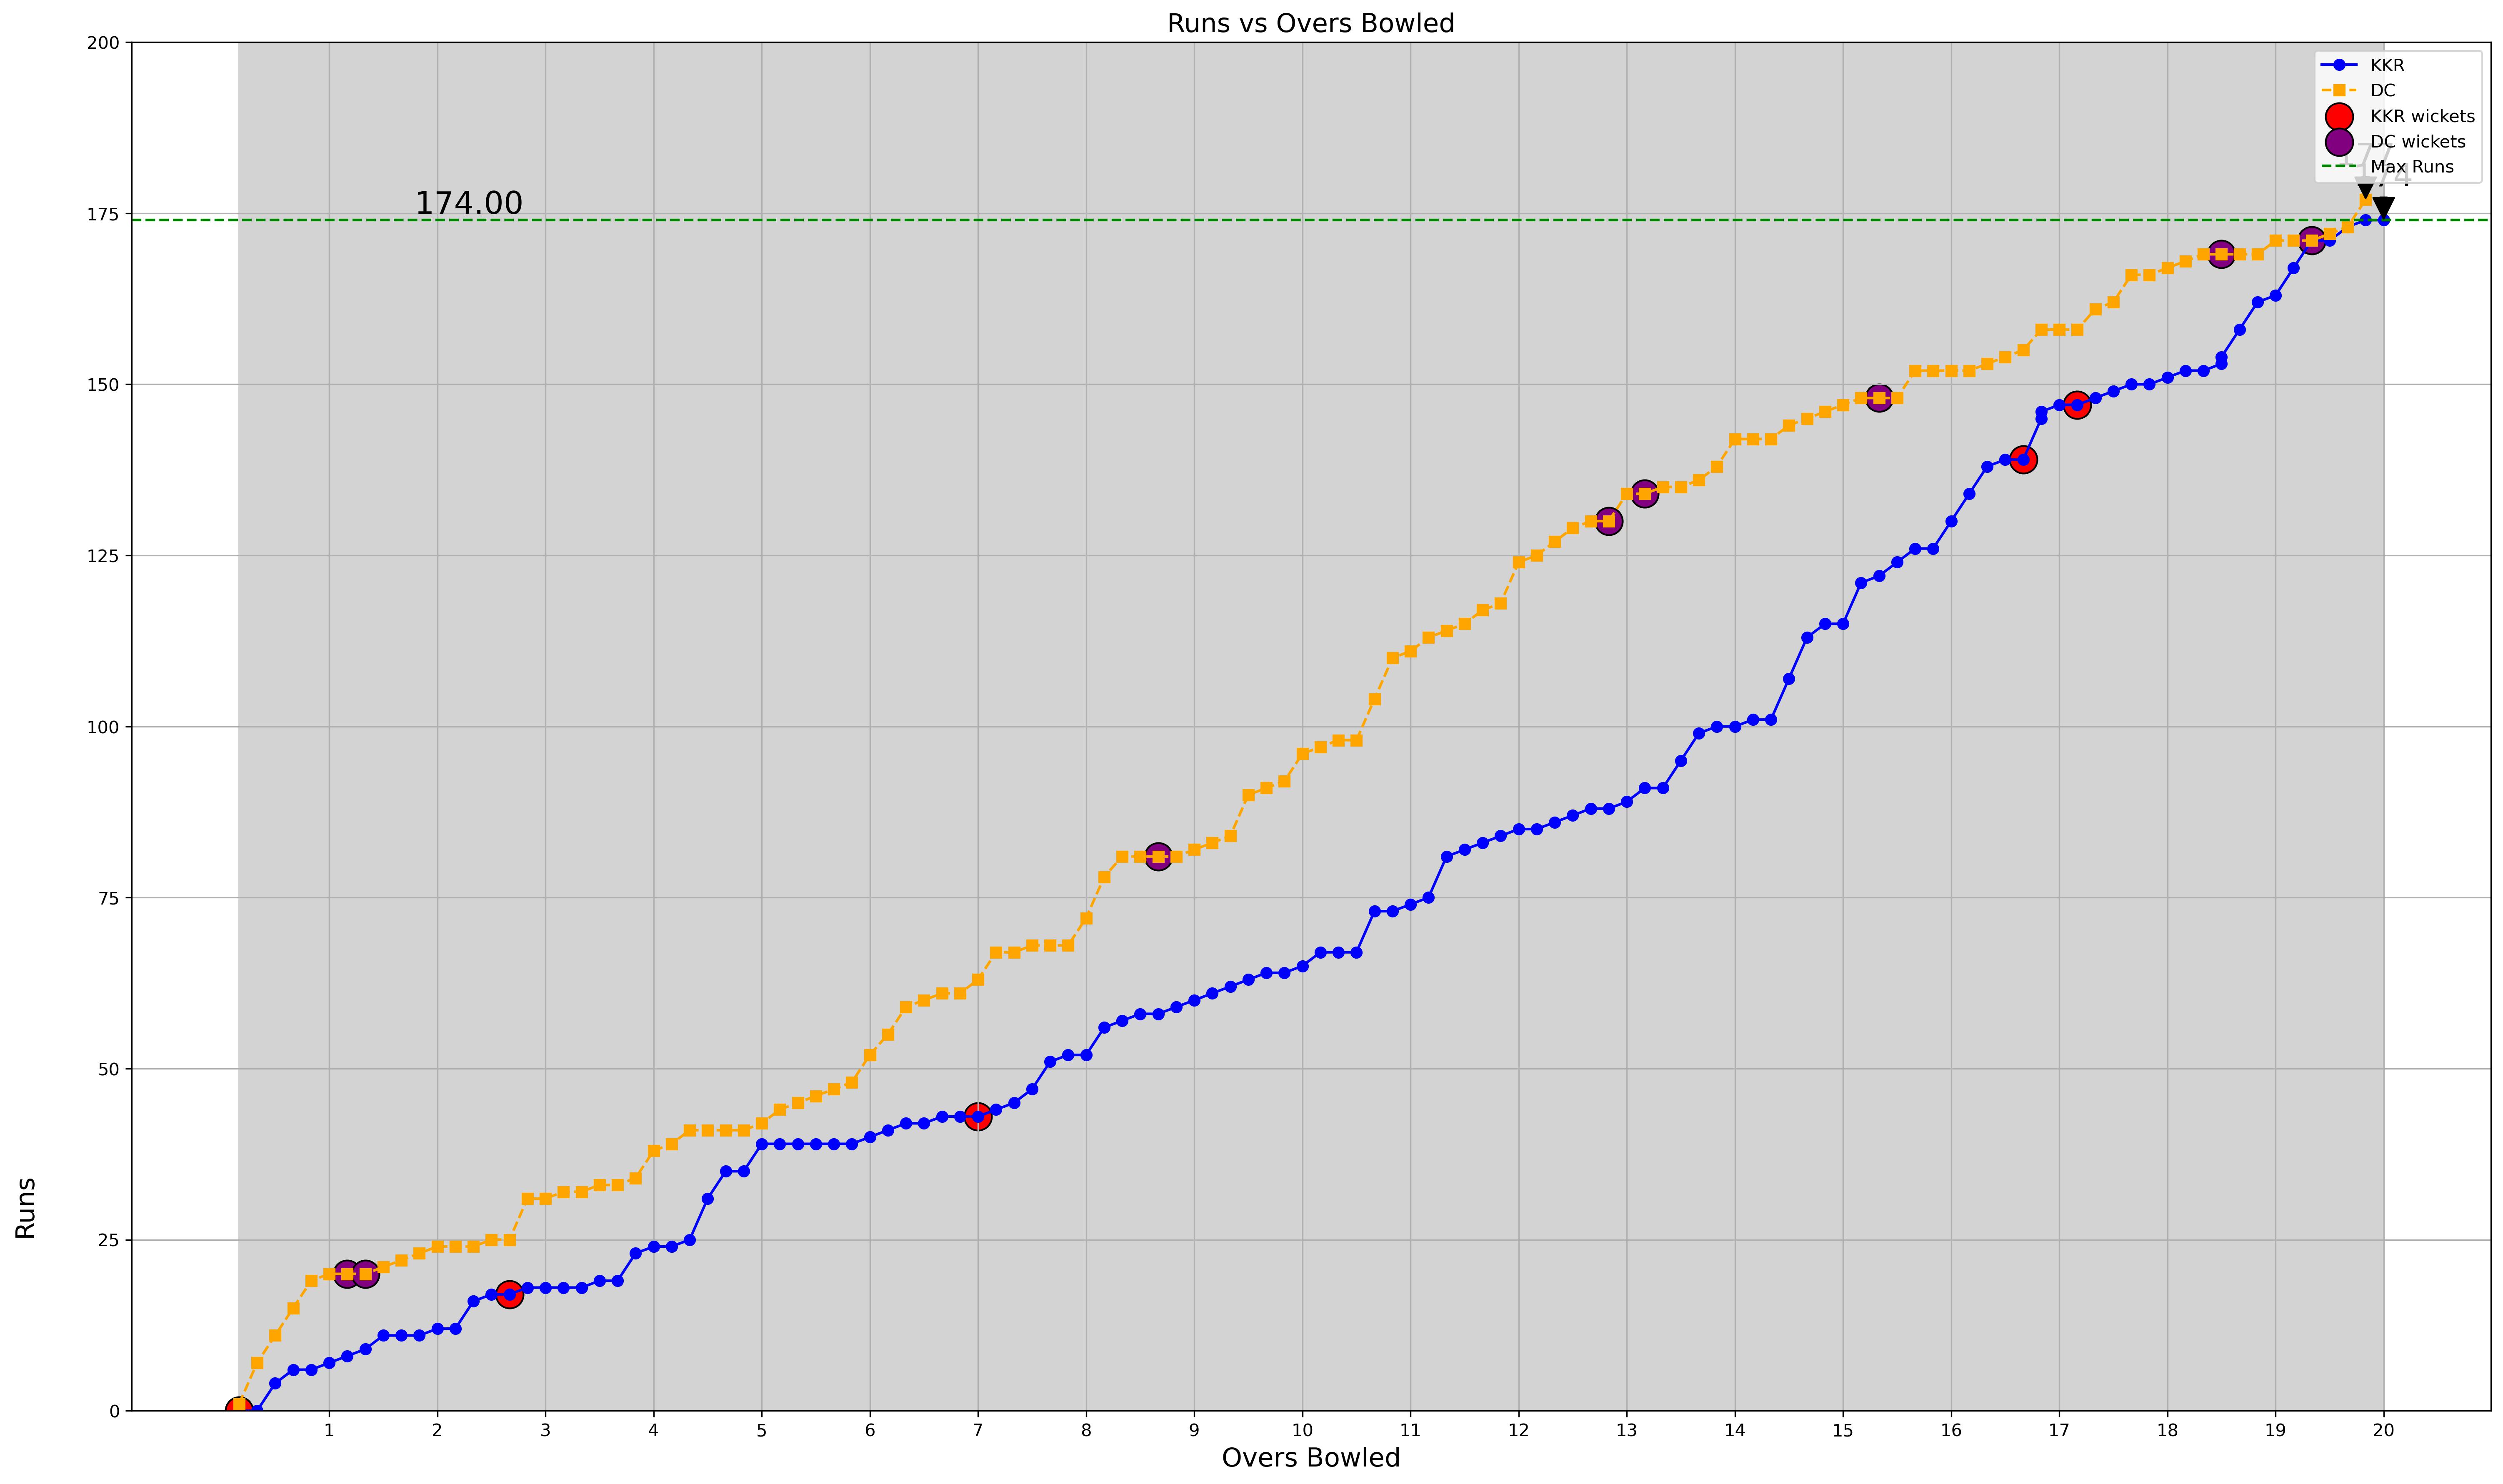 Runs vs Overs Bowled
200
175
150
125
100
75
50
25
0
Runs
174.00
KKR
DC
KKR wickets
DC wickets
Max Runs
1 2 3 4 5 6 7 8 9 10 11 12 13 14 15 16 17 18 19 20
Overs Bowled